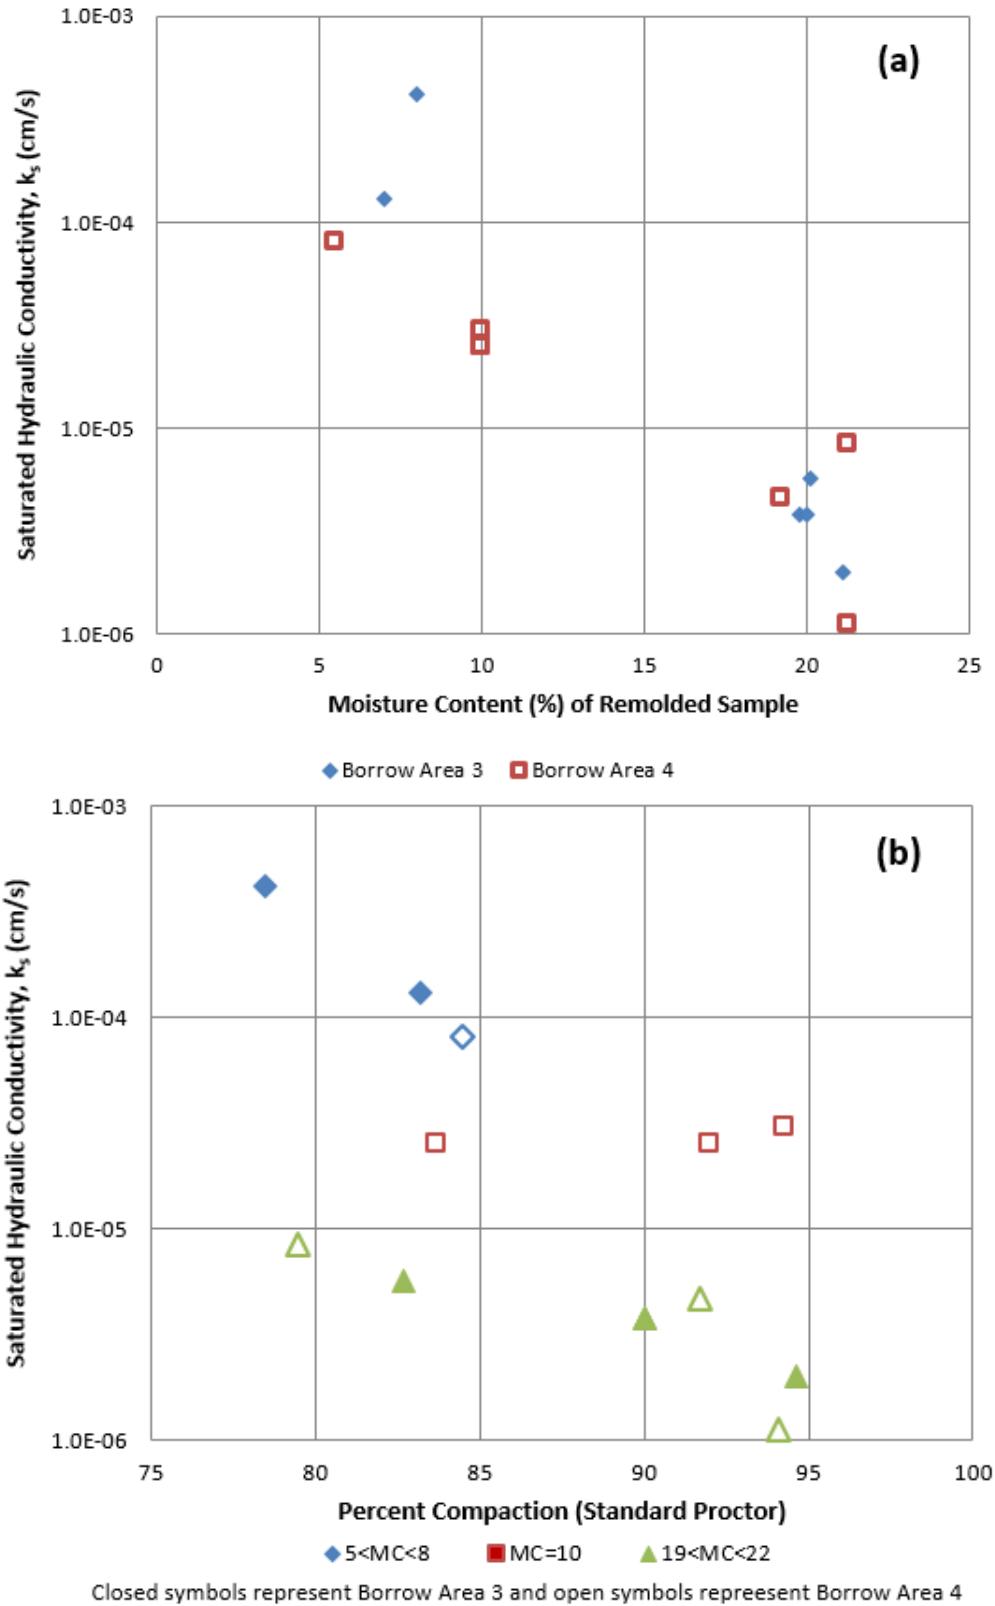 1.0E-03
(a)
1.0E-04
1.0E-05
1.0E-06
Saturated Hydraulic Conductivity, ks (cm/s)
0 5 10 15 20 25
Moisture Content (%) of Remolded Sample
Borrow Area 3 Borrow Area 4
1.0E-03
(b)
1.0E-04
1.0E-05
1.0E-06
Saturated Hydraulic Conductivity, ks (cm/s)
75 80 85 90 95 100
Percent Compaction (Standard Proctor)
5<MC<8 MC=10 19<MC<22
Closed symbols represent Borrow Area 3 and open symbols repreesent Borrow Area 4